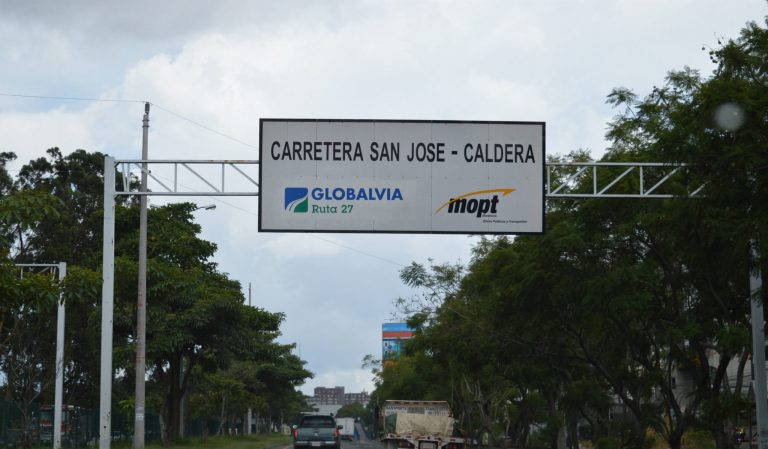 CARRETERA SAN JOSE - CALDERA
GLOBALVIA
Ruta 27
mopt